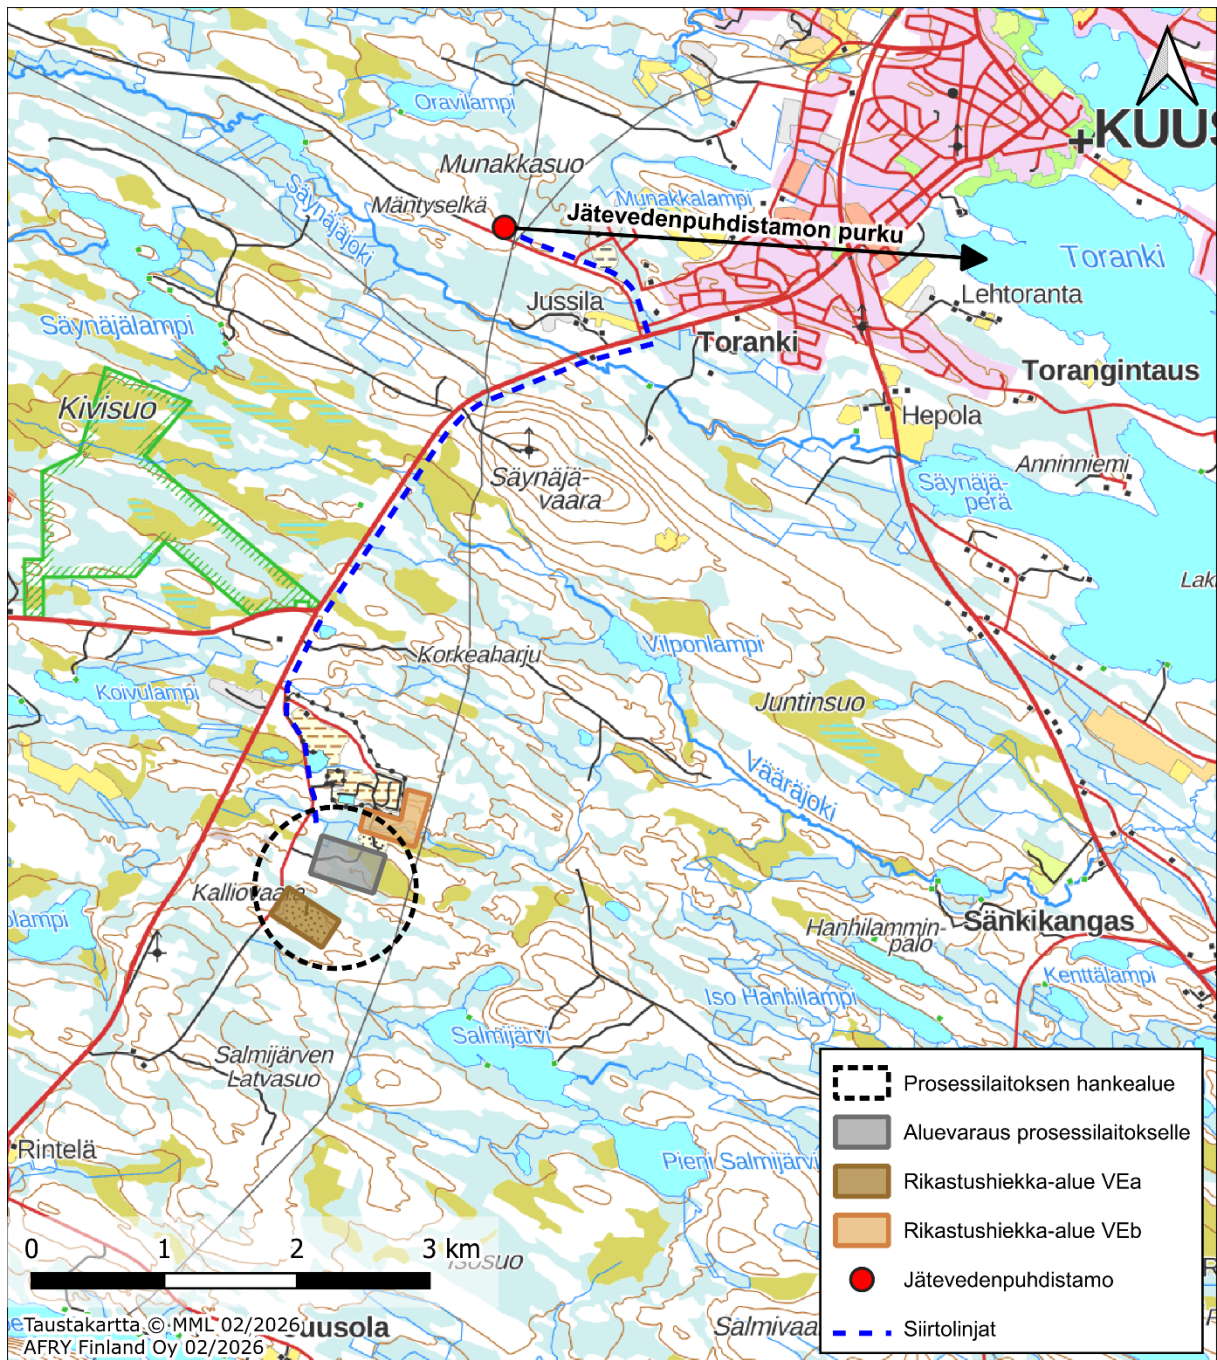 Oravilampi
KUUS
Munakkasuo
Säynäjäjoki
Mäntyselkä
Munakkalampi
Jätevedenpuhdistamon purku
Toranki
Jussila
Lehtoranta
Säynäjälampi
Toranki
Torangintaus
Kivisuo
Hepola
Säynäjä-
vaara
Anninniemi
Säynäjä-
perä
Lak
Vilponlampi
Korkeaharju
Koivulampi
Juntinsuo
Vääräjoki
Kalliovaara
olampi
Hanhilammin-
palo
Sänkikangas
Iso Hanhilampi
Kenttälampi
Salmijärvi
Salmijärven
Latvasuo
Rintelä
Pieni Salmijärvi
Isosuo
Salmivaa
uusola
Prosessilaitoksen hankealue
Aluevaraus prosessilaitokselle
Rikastushiekka-alue VEa
Rikastushiekka-alue VEb
Jätevedenpuhdistamo
Siirtolinjat
0 1 2 3 km
Taustakartta © MML 02/2026
AFRY Finland Oy 02/2026